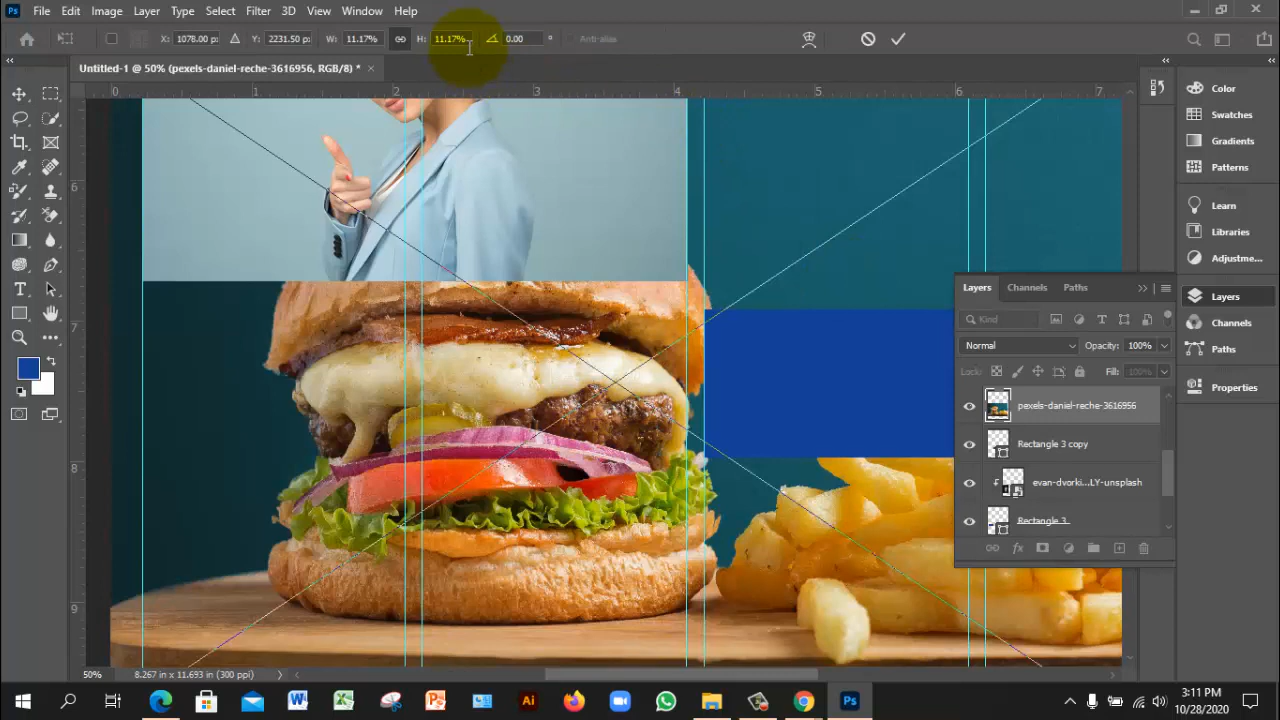 Ps File Edit Image Layer Type Select Filter 3D View Window Help
X: 1078.00 px Y: 2231.50 px W: 11.17% H: 11.17% 0.00 ° Anti-alias
Untitled-1 @ 50% (pexels-daniel-reche-3616956, RGB/8) * ×
0 1 2 3 4 5 6 7
6
7
8
9
Color
Swatches
Gradients
Patterns
Learn
Libraries
Adjustme...
Layers
Channels
Paths
Properties
Layers Channels Paths
Kind
Normal Opacity: 100%
Lock: Fill: 100%
pexels-daniel-reche-3616956
Rectangle 3 copy
evan-dvorki...LY-unsplash
Rectangle 3
T
50% 8.267 in x 11.693 in (300 ppi)
W X P Ai Ps
3:11 PM
10/28/2020